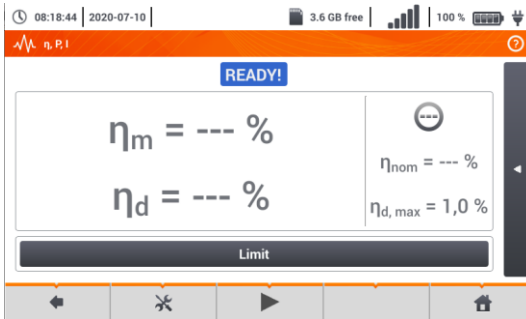 08:18:44 2020-07-10 3.6 GB free 100 %
η, P, I ?
READY!
ηm = --- %
ηd = --- %
---
ηnom = --- %
ηd, max = 1,0 %
Limit